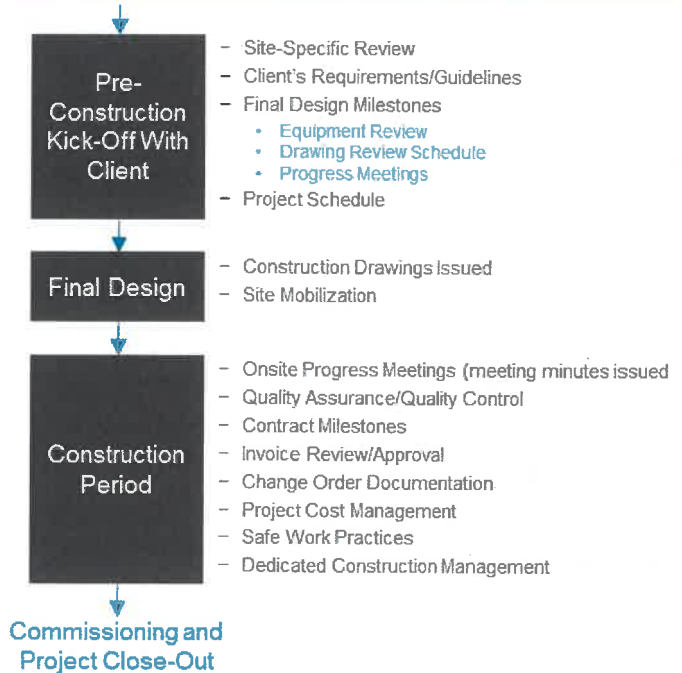 Pre-
Construction
Kick-Off With
Client
– Site-Specific Review
– Client's Requirements/Guidelines
– Final Design Milestones
• Equipment Review
• Drawing Review Schedule
• Progress Meetings
– Project Schedule
Final Design
– Construction Drawings Issued
– Site Mobilization
Construction
Period
– Onsite Progress Meetings (meeting minutes issued
– Quality Assurance/Quality Control
– Contract Milestones
– Invoice Review/Approval
– Change Order Documentation
– Project Cost Management
– Safe Work Practices
– Dedicated Construction Management
Commissioning and
Project Close-Out